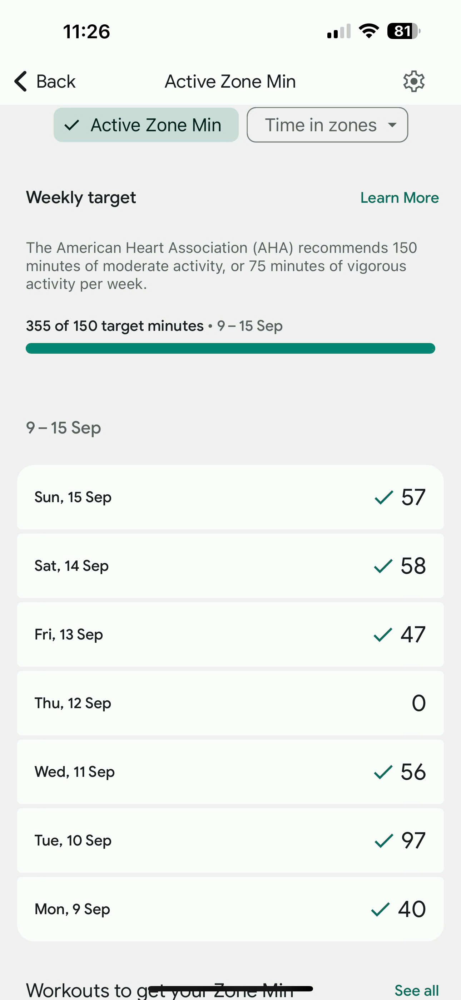 11:26
81
Back
Active Zone Min
Active Zone Min
Time in zones
Weekly target
Learn More
The American Heart Association (AHA) recommends 150
minutes of moderate activity, or 75 minutes of vigorous
activity per week.
355 of 150 target minutes • 9 – 15 Sep
9 – 15 Sep
Sun, 15 Sep
57
Sat, 14 Sep
58
Fri, 13 Sep
47
Thu, 12 Sep
0
Wed, 11 Sep
56
Tue, 10 Sep
97
Mon, 9 Sep
40
Workouts to get your Zone Min
See all